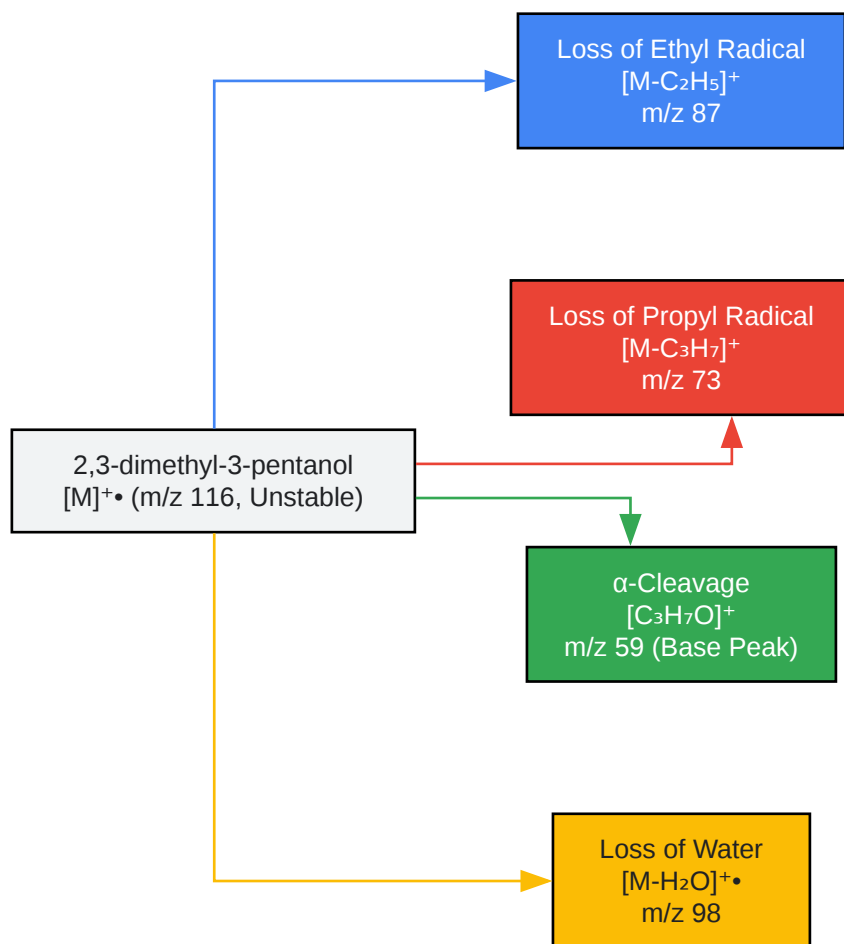 Loss of Ethyl Radical
[M-C₂H₅]⁺
m/z 87
Loss of Propyl Radical
[M-C₃H₇]⁺
m/z 73
2,3-dimethyl-3-pentanol
[M]⁺• (m/z 116, Unstable)
α-Cleavage
[C₃H₇O]⁺
m/z 59 (Base Peak)
Loss of Water
[M-H₂O]⁺•
m/z 98